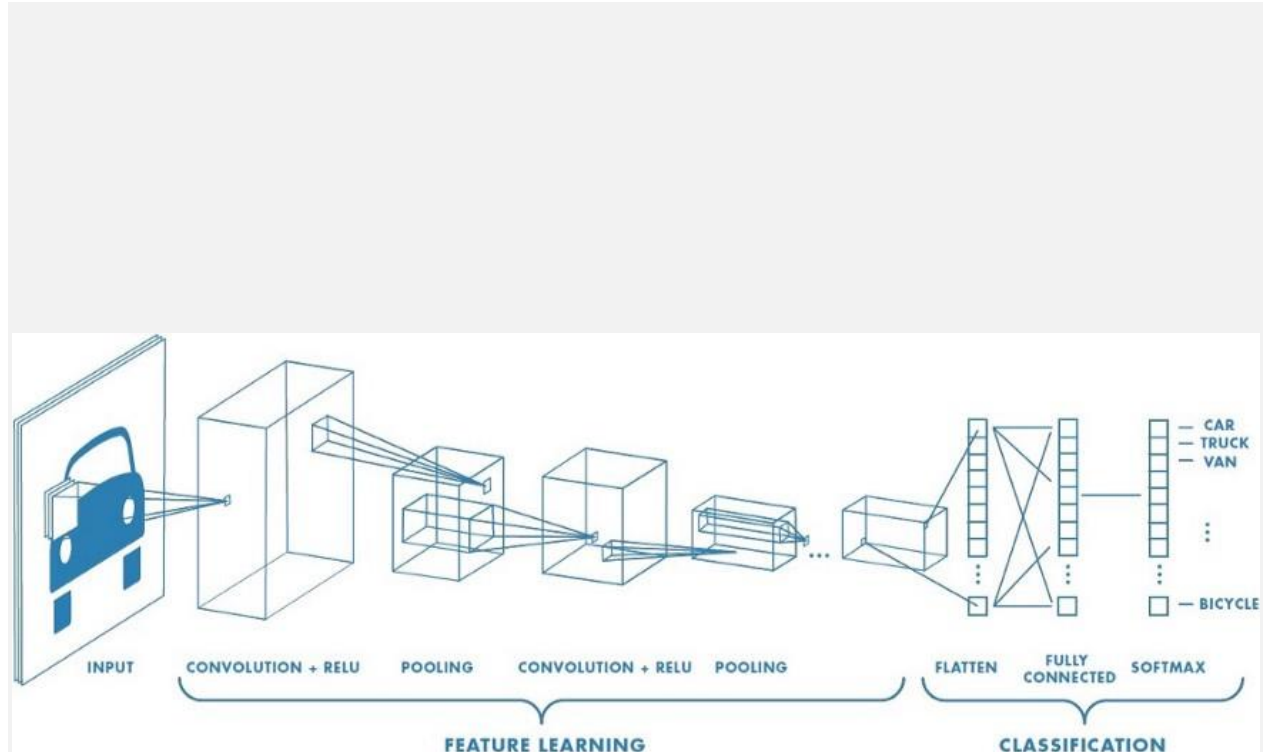 CAR
TRUCK
VAN
BICYCLE
INPUT
CONVOLUTION + RELU
POOLING
CONVOLUTION + RELU
POOLING
FLATTEN
FULLY
CONNECTED
SOFTMAX
FEATURE LEARNING
CLASSIFICATION